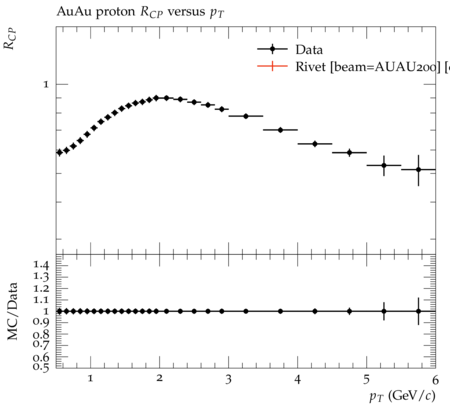 AuAu proton R_CP versus p_T
R_CP
Data
Rivet [beam=AUAU200] [
1
MC/Data
1.4
1.3
1.2
1.1
1
0.9
0.8
0.7
0.6
0.5
1 2 3 4 5 6
p_T (GeV/c)